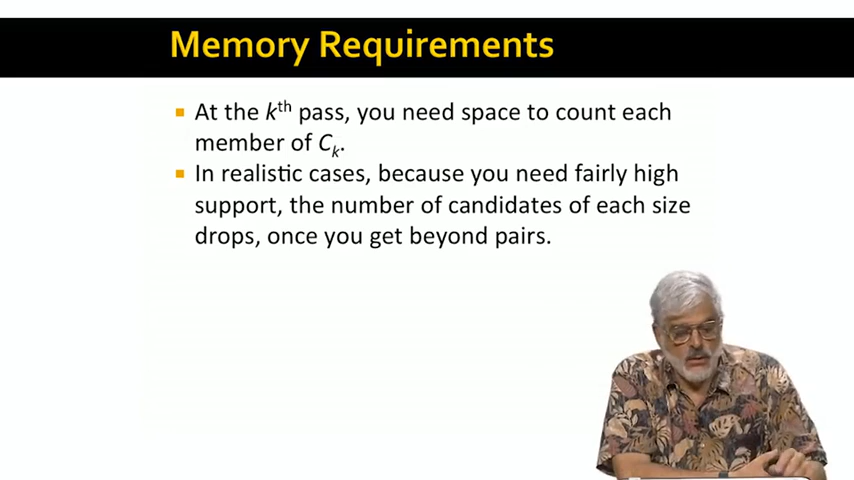 Memory Requirements
At the kth pass, you need space to count each
member of Ck.
In realistic cases, because you need fairly high
support, the number of candidates of each size
drops, once you get beyond pairs.